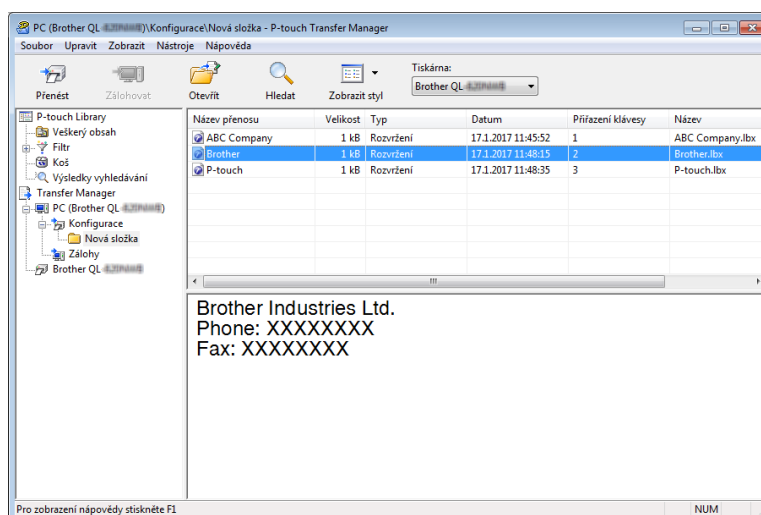 PC (Brother QL )\Konfigurace\Nová složka - P-touch Transfer Manager
Soubor Upravit Zobrazit Nástroje Nápověda
Přenést Zálohovat Otevřít Hledat Zobrazit styl
Tiskárna:
Brother QL
P-touch Library
Veškerý obsah
Filtr
Koš
Výsledky vyhledávání
Transfer Manager
PC (Brother QL )
Konfigurace
Nová složka
Zálohy
Brother QL
Název přenosu Velikost Typ Datum Přiřazení klávesy Název
ABC Company 1 kB Rozvržení 17.1.2017 11:45:52 1 ABC Company.lbx
Brother 1 kB Rozvržení 17.1.2017 11:48:15 2 Brother.lbx
P-touch 1 kB Rozvržení 17.1.2017 11:48:35 3 P-touch.lbx
Brother Industries Ltd.
Phone: XXXXXXXX
Fax: XXXXXXXX
Pro zobrazení nápovědy stiskněte F1 NUM